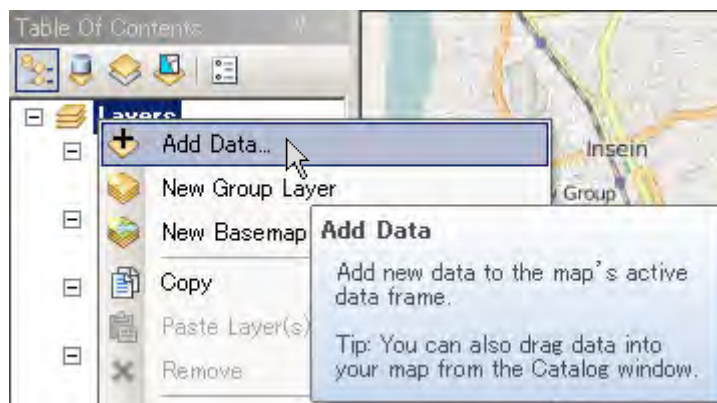 Table Of Contents
Layers
Add Data...
Insein
New Group Layer
Group
New Basemap
Add Data
Add new data to the map's active
data frame.
Copy
Paste Layer(s)
Tip: You can also drag data into
your map from the Catalog window.
Remove